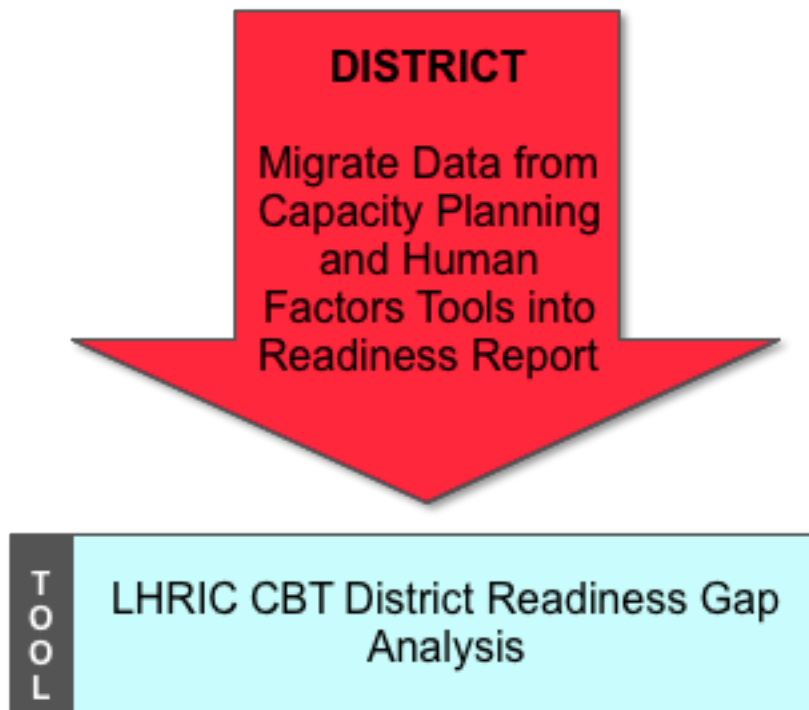 DISTRICT
Migrate Data from
Capacity Planning
and Human
Factors Tools into
Readiness Report
TOOL
LHRIC CBT District Readiness Gap
Analysis